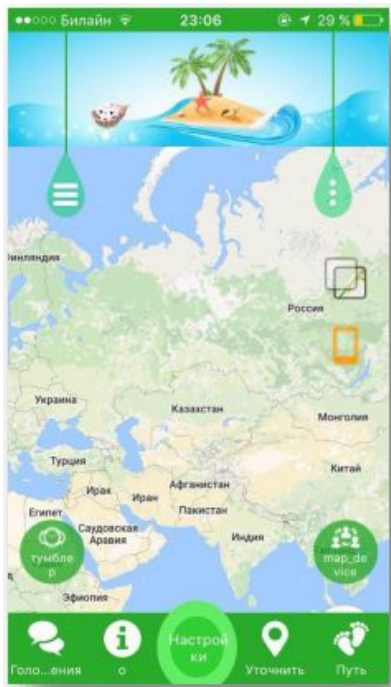 ●●○○○ Билайн 23:06 29 %
Финляндия
Россия
Украина
Казахстан
Монголия
Турция
Китай
Ирак
Иран
Афганистан
Пакистан
Египет
Саудовская
Аравия
Индия
тумбле
р
map_de
vice
Эфиопия
Голо...ения
о
Настрой
ки
Уточнить
Путь